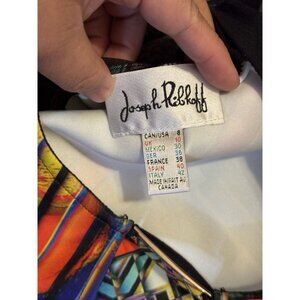 Joseph Ribkoff
CAN/USA 8
UK 10
MEXICO 30
DEU 36
FRANCE 38
SPAIN 40
ITALY 42
MADE IN/FAIT AU
CANADA